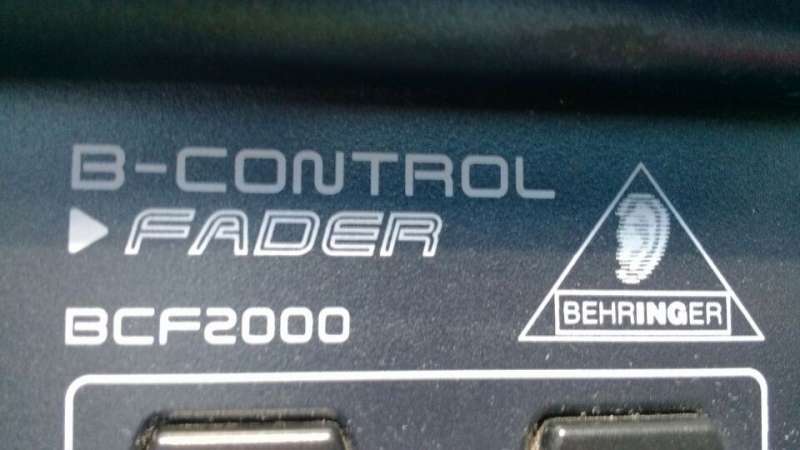 B-CONTROL
FADER
BCF2000
BEHRINGER